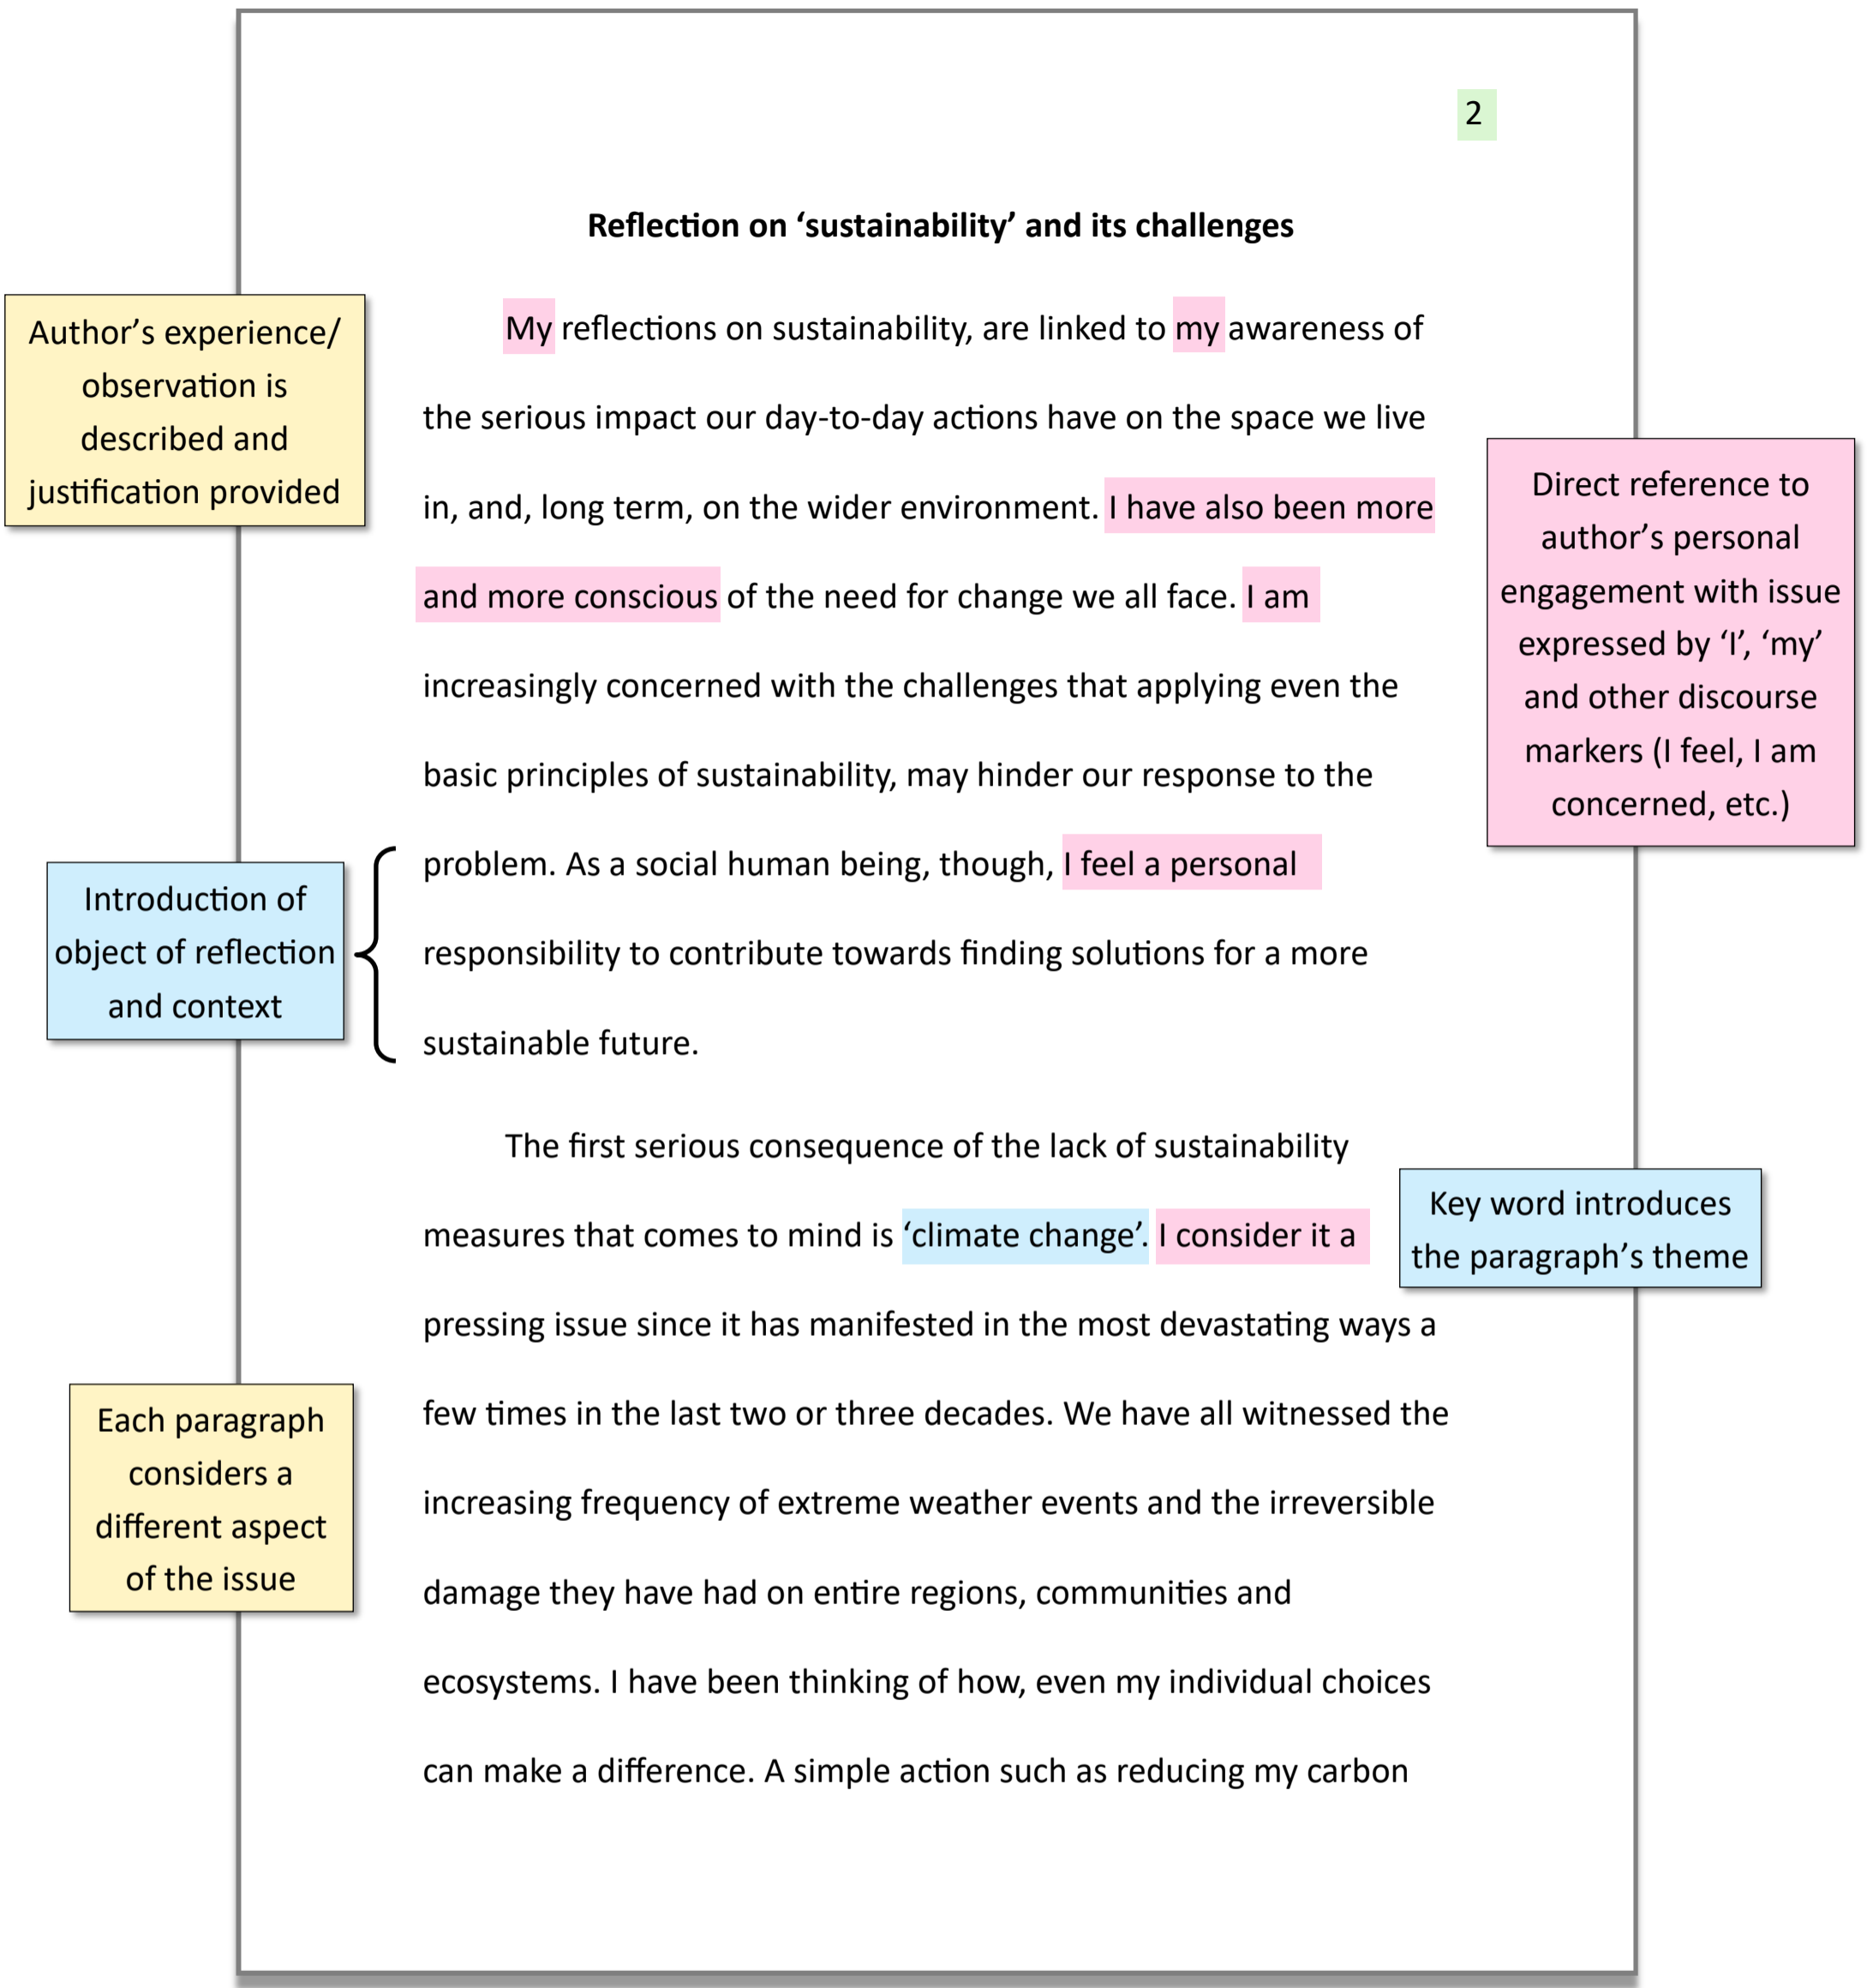 2
Reflection on ‘sustainability’ and its challenges
Author’s experience/
observation is
described and
justification provided
My reflections on sustainability, are linked to my awareness of
the serious impact our day-to-day actions have on the space we live
in, and, long term, on the wider environment. I have also been more
and more conscious of the need for change we all face. I am
increasingly concerned with the challenges that applying even the
basic principles of sustainability, may hinder our response to the
problem. As a social human being, though, I feel a personal
responsibility to contribute towards finding solutions for a more
sustainable future.
Direct reference to
author’s personal
engagement with issue
expressed by ‘I’, ‘my’
and other discourse
markers (I feel, I am
concerned, etc.)
Introduction of
object of reflection
and context
The first serious consequence of the lack of sustainability
measures that comes to mind is ‘climate change’. I consider it a
pressing issue since it has manifested in the most devastating ways a
few times in the last two or three decades. We have all witnessed the
increasing frequency of extreme weather events and the irreversible
damage they have had on entire regions, communities and
ecosystems. I have been thinking of how, even my individual choices
can make a difference. A simple action such as reducing my carbon
Key word introduces
the paragraph’s theme
Each paragraph
considers a
different aspect
of the issue